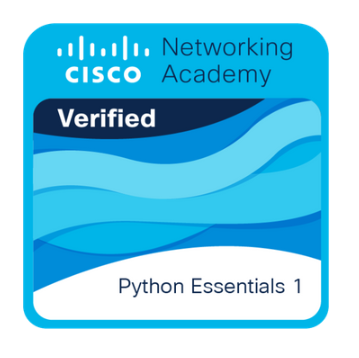 Networking
CISCO Academy
Verified
Python Essentials 1